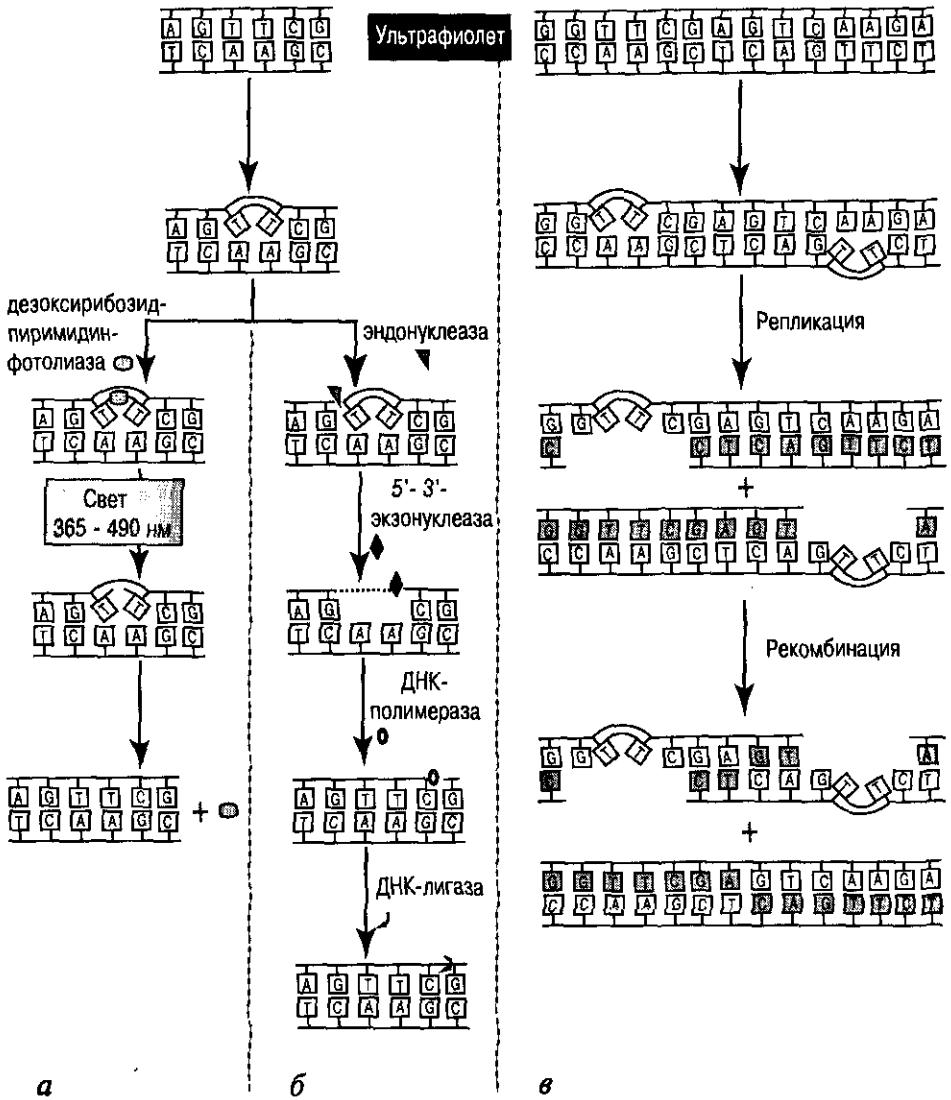 Ультрафиолет
A G T T C G
T C A A G C
A G T T C G
T C A A G C
дезоксирибозид-
пиримидин-
фотолиаза
A G T T C G
T C A A G C
Свет
365 - 490 нм
A G T T C G
T C A A G C
A G T T C G
T C A A G C
+
а
эндонуклеаза
A G T T C G
T C A A G C
5'- 3'-
экзонуклеаза
A G C G
T C A A G C
ДНК-
полимераза
A G T T C G
T C A A G C
ДНК-лигаза
A G T T C G
T C A A G C
б
G G T T C G A G T C A A G A
C C A A G C T C A G T T C T
G G T T C G A G T C A A G A
C C A A G C T C A G T T C T
Репликация
G G T T C G A G T C A A G A
C C T C A G T T C T
+
G G T T C G A G T A
C C A A G C T C A G T T C T
Рекомбинация
G G T T C G A G T A
C C T C A G T T C T
+
G G T T C G A G T C A A G A
C C A A G C T C A G T T C T
в